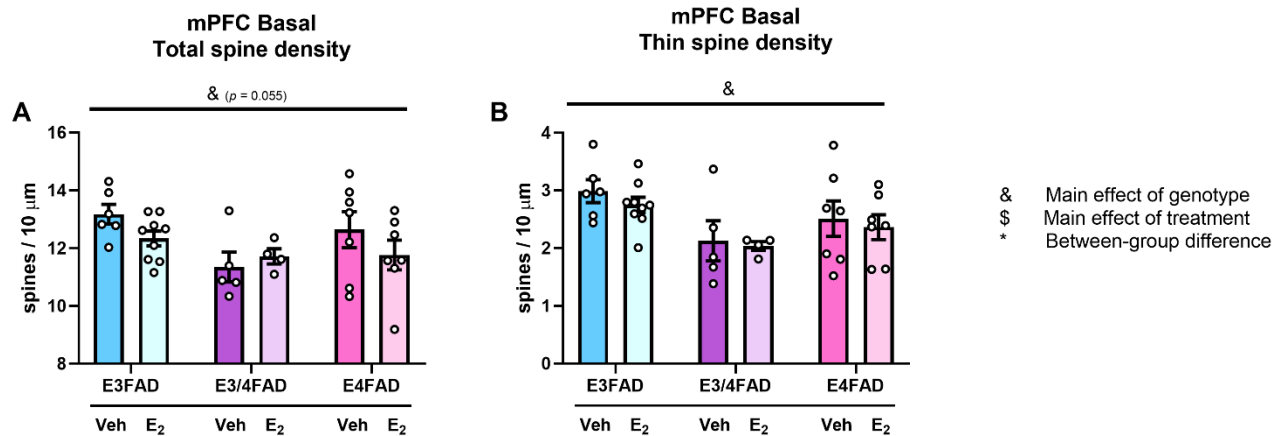 mPFC Basal
Total spine density
& (p = 0.055)
A
spines / 10 µm
16
14
12
10
8
E3FAD E3/4FAD E4FAD
Veh E₂ Veh E₂ Veh E₂
mPFC Basal
Thin spine density
&
B
spines / 10 µm
4
3
2
1
0
E3FAD E3/4FAD E4FAD
Veh E₂ Veh E₂ Veh E₂
& Main effect of genotype
$ Main effect of treatment
* Between-group difference